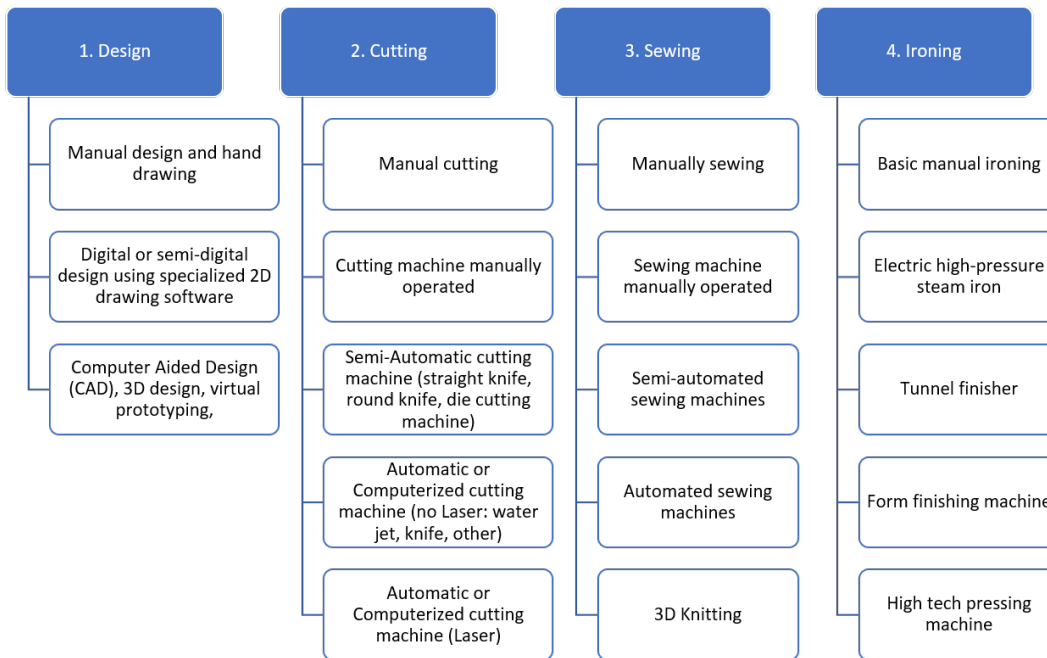 1. Design
Manual design and hand
drawing
Digital or semi-digital
design using specialized 2D
drawing software
Computer Aided Design
(CAD), 3D design, virtual
prototyping,
2. Cutting
Manual cutting
Cutting machine manually
operated
Semi-Automatic cutting
machine (straight knife,
round knife, die cutting
machine)
Automatic or
Computerized cutting
machine (no Laser: water
jet, knife, other)
Automatic or
Computerized cutting
machine (Laser)
3. Sewing
Manually sewing
Sewing machine
manually operated
Semi-automated
sewing machines
Automated sewing
machines
3D Knitting
4. Ironing
Basic manual ironing
Electric high-pressure
steam iron
Tunnel finisher
Form finishing machine
High tech pressing
machine